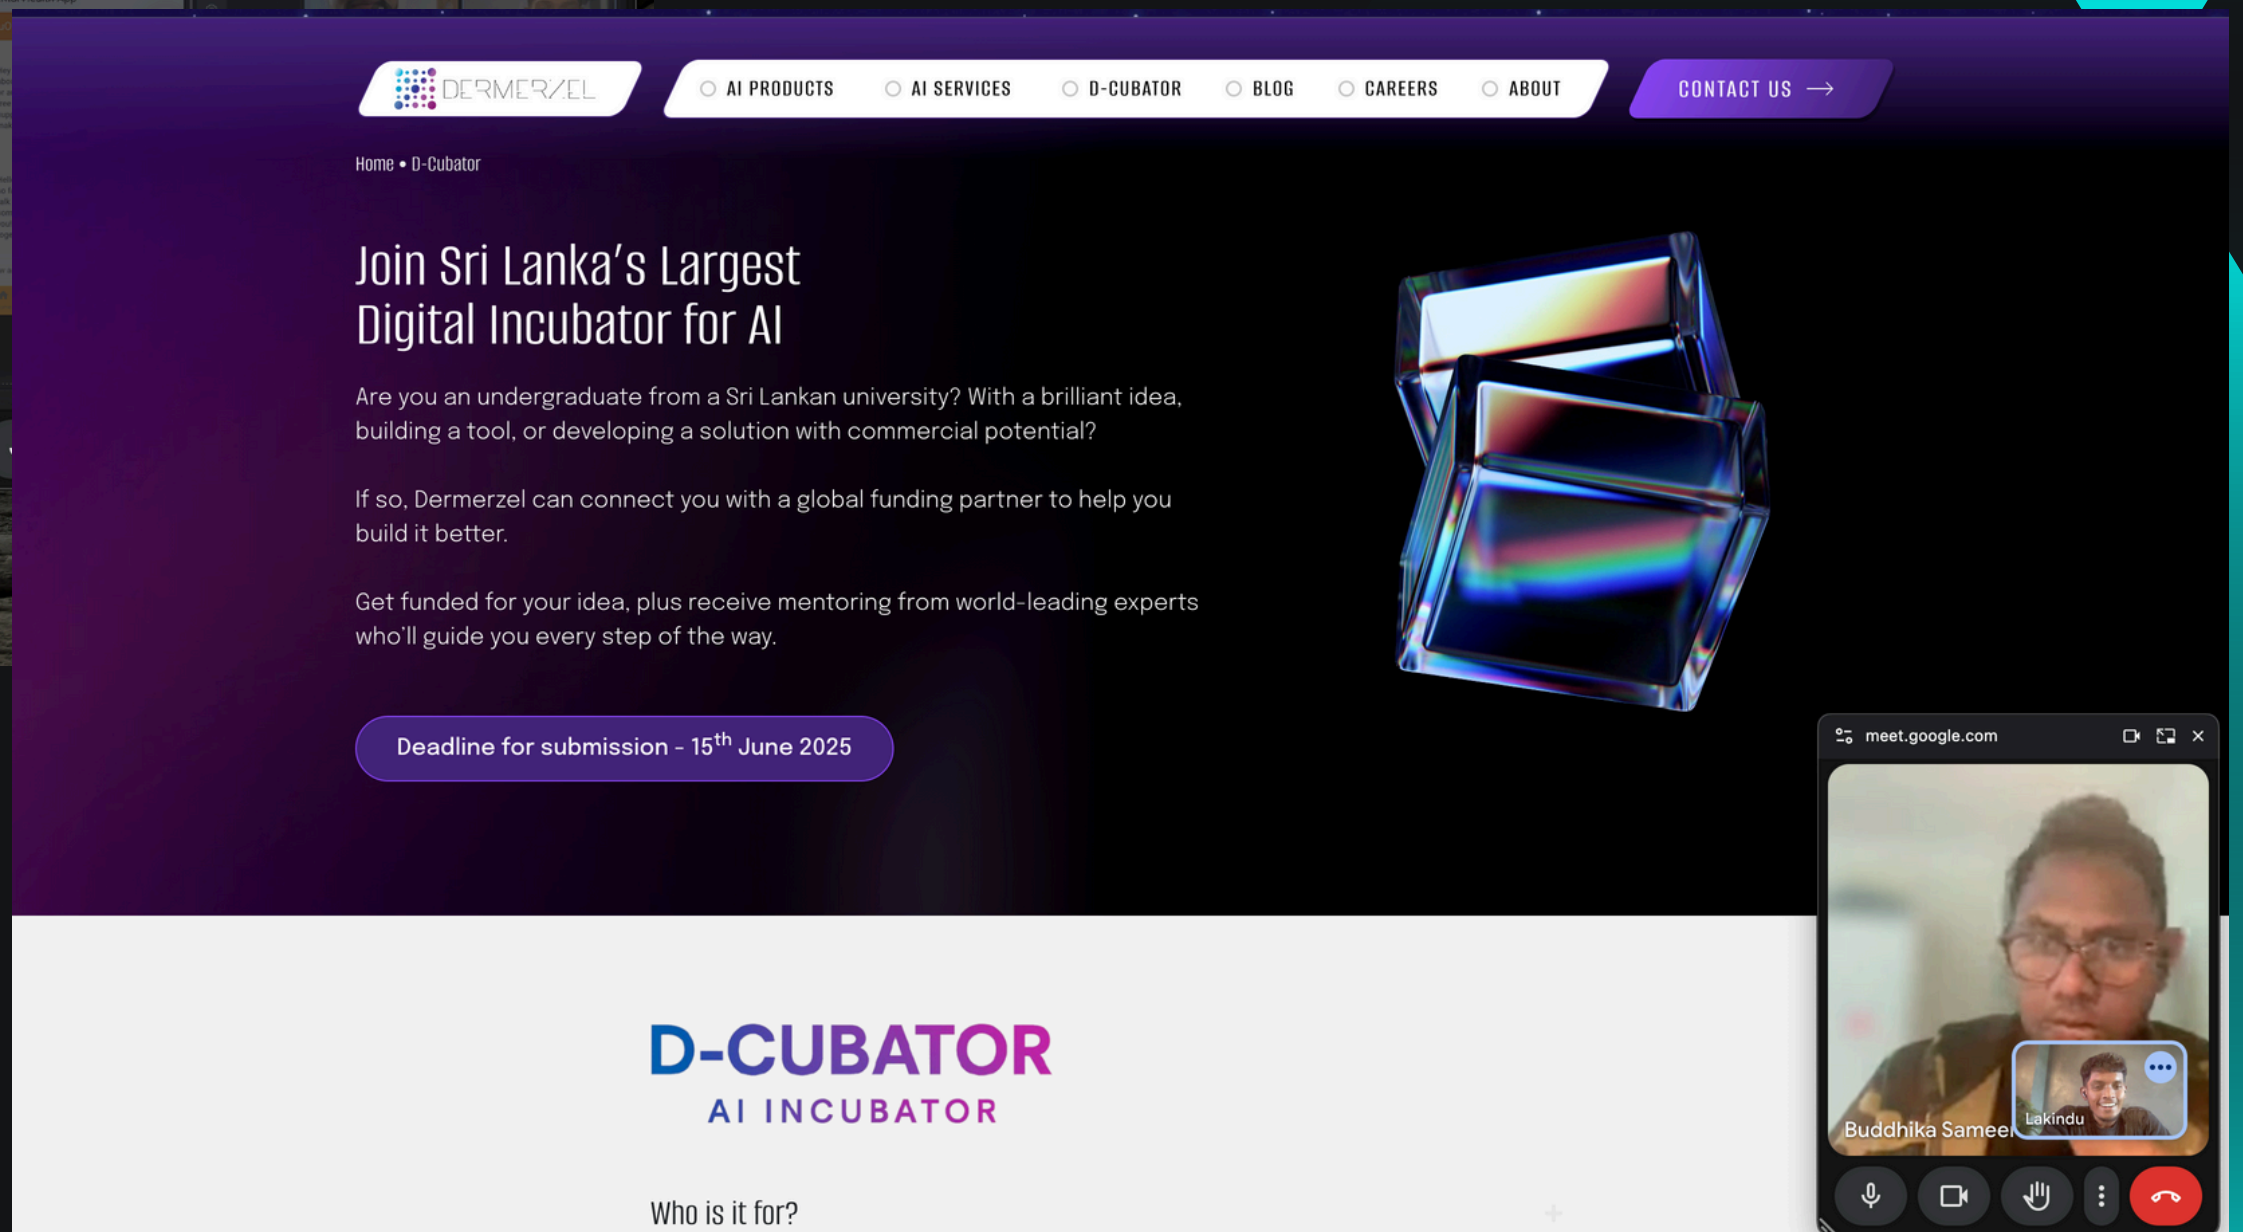 DERMERZEL
AI PRODUCTS
AI SERVICES
D-CUBATOR
BLOG
CAREERS
ABOUT
CONTACT US →
Home • D-Cubator
Join Sri Lanka's Largest
Digital Incubator for AI
Are you an undergraduate from a Sri Lankan university? With a brilliant idea,
building a tool, or developing a solution with commercial potential?
If so, Dermerzel can connect you with a global funding partner to help you
build it better.
Get funded for your idea, plus receive mentoring from world-leading experts
who'll guide you every step of the way.
Deadline for submission - 15th June 2025
D-CUBATOR
AI INCUBATOR
Who is it for?
meet.google.com
Buddhika Sameer
Lakindu